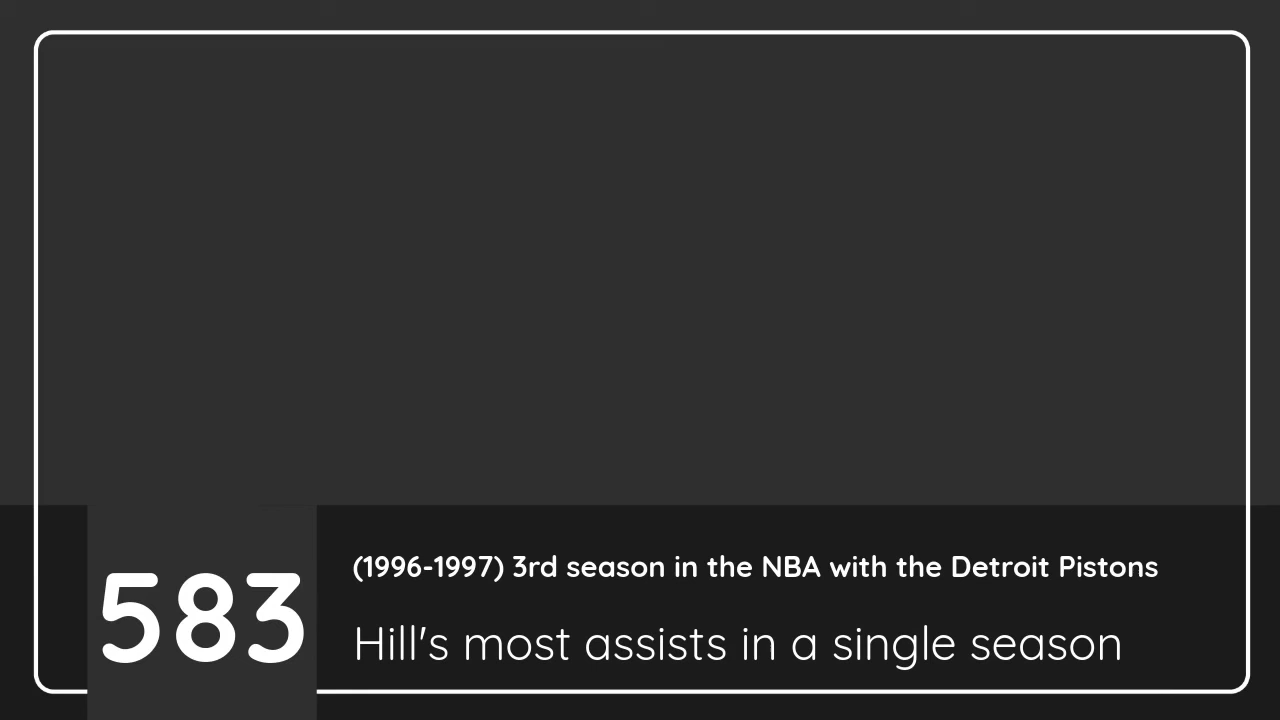 583
(1996-1997) 3rd season in the NBA with the Detroit Pistons
Hill's most assists in a single season